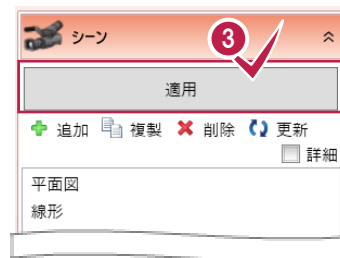 シーン 3
適用
追加 複製 削除 更新
詳細
平面図
線形